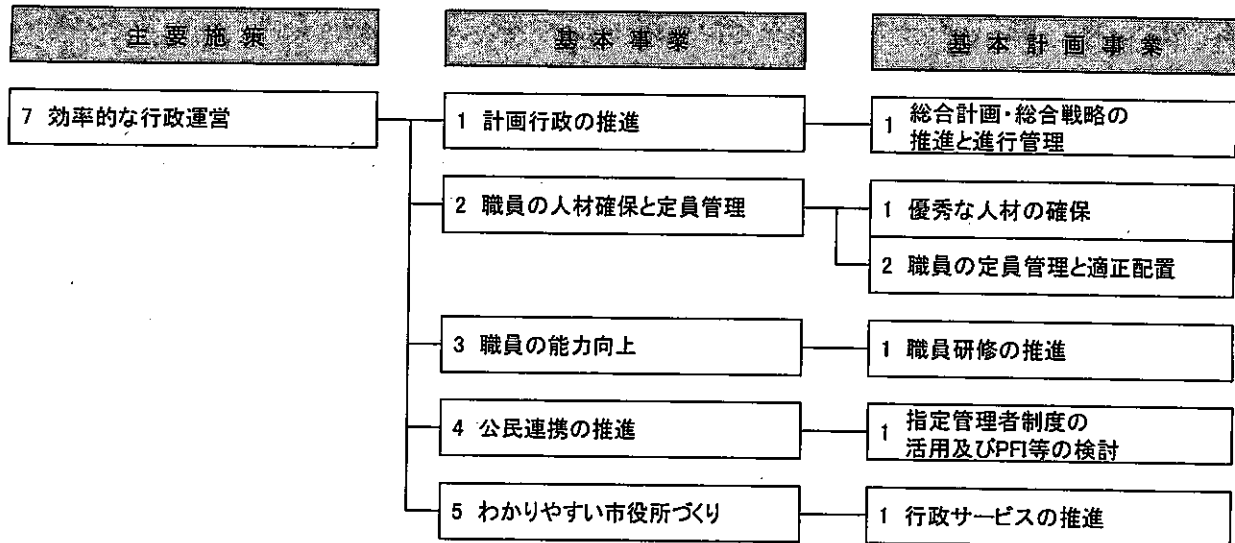 主要施策
基本事業
基本計画事業
7 効率的な行政運営
1 計画行政の推進
1 総合計画・総合戦略の
推進と進行管理
2 職員の人材確保と定員管理
1 優秀な人材の確保
2 職員の定員管理と適正配置
3 職員の能力向上
1 職員研修の推進
4 公民連携の推進
1 指定管理者制度の
活用及びPFI等の検討
5 わかりやすい市役所づくり
1 行政サービスの推進